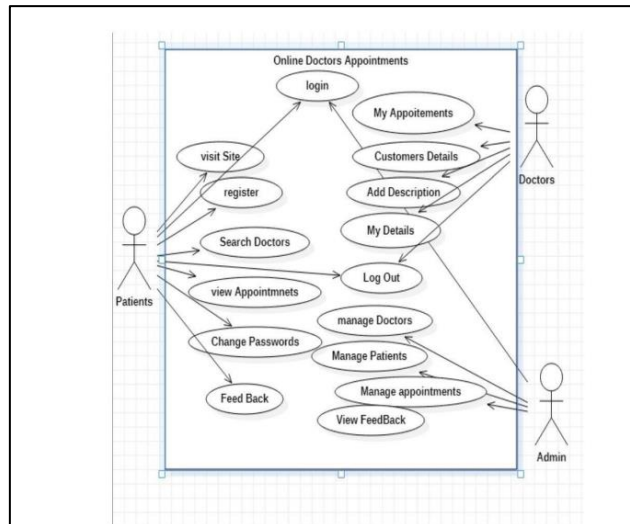 Online Doctors Appointments
login
My Appoitements
visit Site
Customers Details
register
Add Description
Doctors
My Details
Search Doctors
Log Out
Patients
view Appointmnets
manage Doctors
Change Passwords
Manage Patients
Manage appointments
Feed Back
View FeedBack
Admin